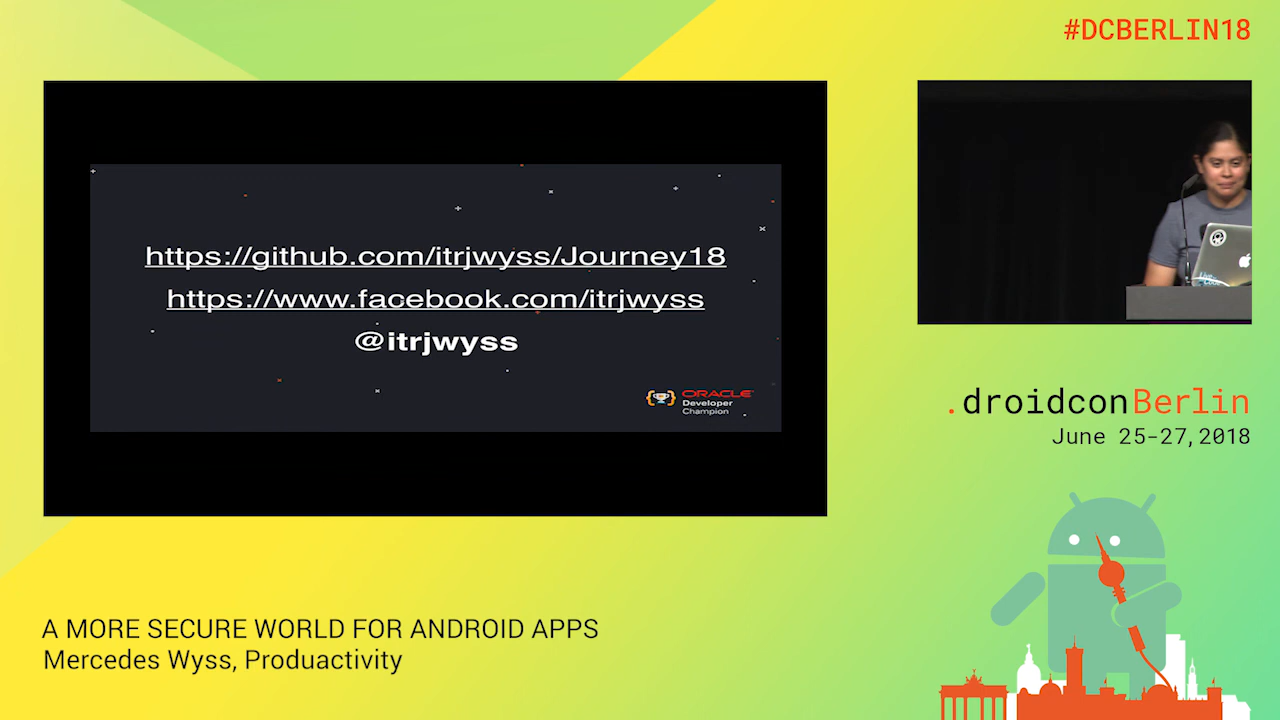 #DCBERLIN18
https://github.com/itrjwyss/Journey18
https://www.facebook.com/itrjwyss
@itrjwyss
ORACLE
Developer
Champion
.droidconBerlin
June 25-27,2018
A MORE SECURE WORLD FOR ANDROID APPS
Mercedes Wyss, Produactivity